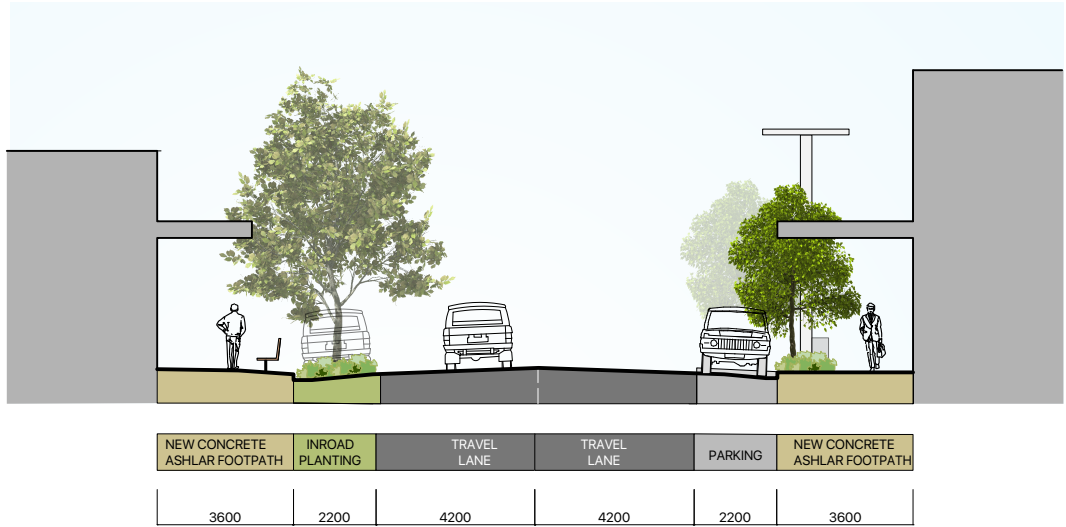 NEW CONCRETE
ASHLAR FOOTPATH
INROAD
PLANTING
TRAVEL
LANE
TRAVEL
LANE
PARKING
NEW CONCRETE
ASHLAR FOOTPATH
3600
2200
4200
4200
2200
3600